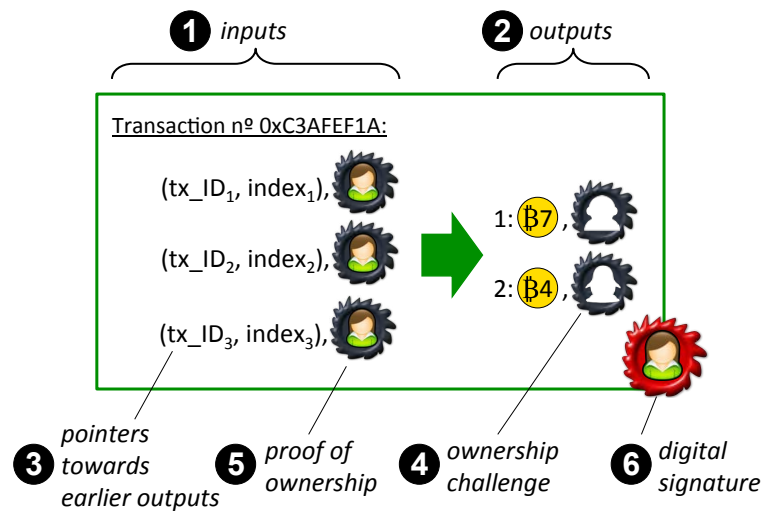 1 inputs
2 outputs
Transaction nº 0xC3AFEF1A:
(tx_ID₁, index₁),
(tx_ID₂, index₂),
(tx_ID₃, index₃),
1: ₿7 ,
2: ₿4 ,
3 pointers
towards
earlier outputs
5 proof of
ownership
4 ownership
challenge
6 digital
signature